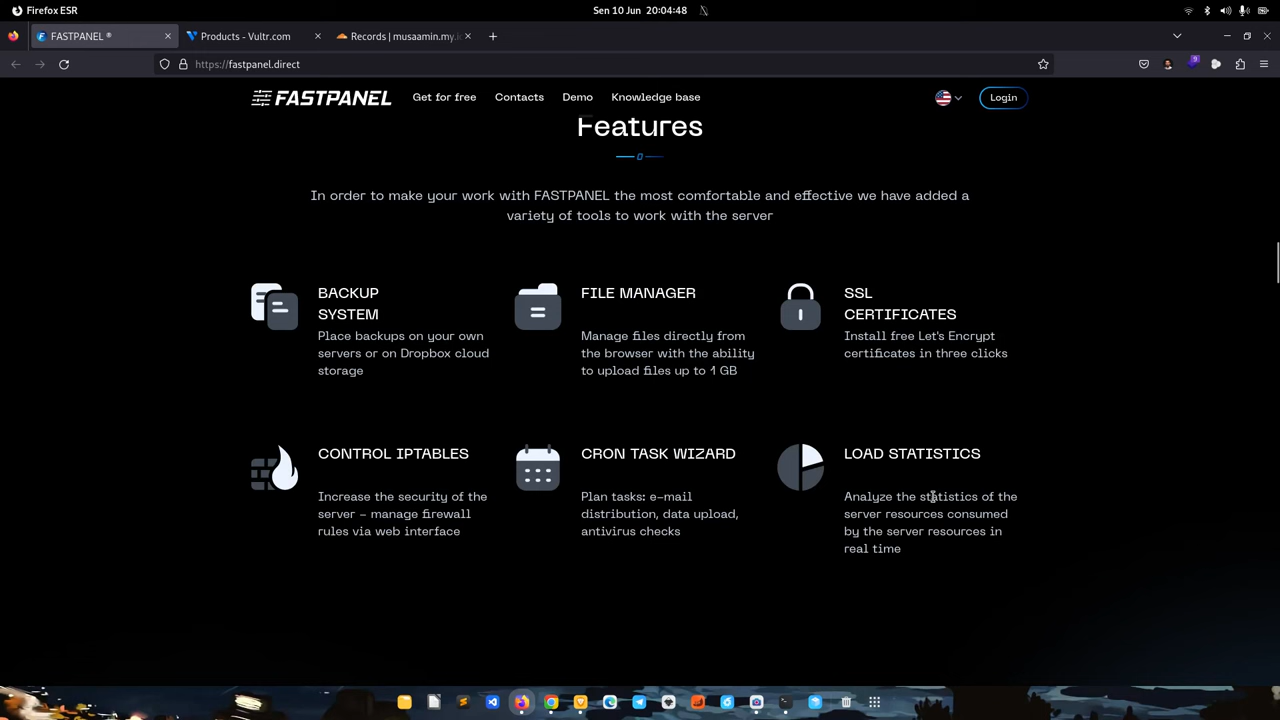 Firefox ESR
Sen 10 Jun 20:04:48
FASTPANEL ®
Products - Vultr.com
Records | musaamin.my.i
https://fastpanel.direct
9
FASTPANEL
Get for free
Contacts
Demo
Knowledge base
Login
Features
In order to make your work with FASTPANEL the most comfortable and effective we have added a
variety of tools to work with the server
BACKUP
SYSTEM
Place backups on your own
servers or on Dropbox cloud
storage
FILE MANAGER
Manage files directly from
the browser with the ability
to upload files up to 1 GB
SSL
CERTIFICATES
Install free Let's Encrypt
certificates in three clicks
CONTROL IPTABLES
Increase the security of the
server – manage firewall
rules via web interface
CRON TASK WIZARD
Plan tasks: e-mail
distribution, data upload,
antivirus checks
LOAD STATISTICS
Analyze the statistics of the
server resources consumed
by the server resources in
real time